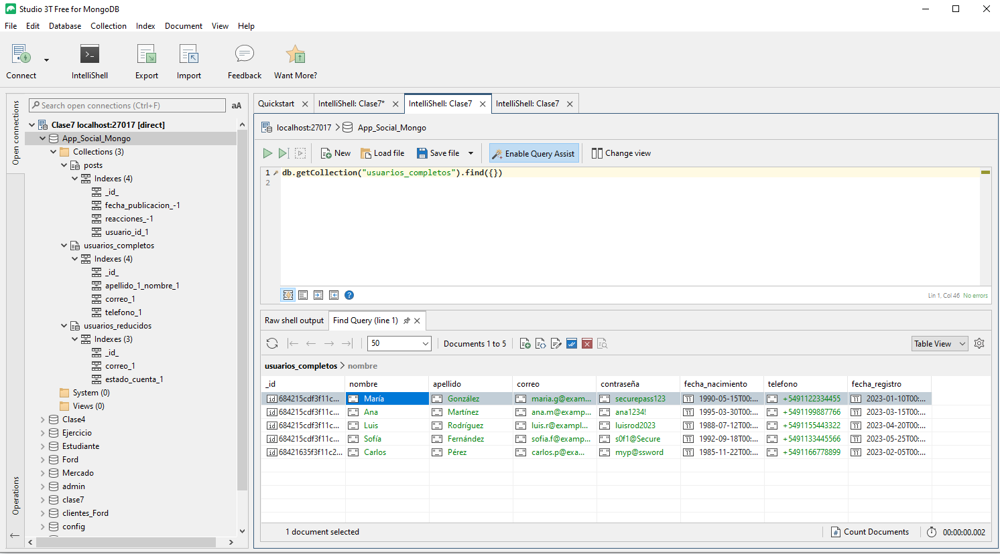 Studio 3T Free for MongoDB
File Edit Database Collection Index Document View Help
Connect IntelliShell Export Import Feedback Want More?
Open connections
Operations
Search open connections (Ctrl+F) aA
Clase7 localhost:27017 [direct]
App_Social_Mongo
Collections (3)
posts
Indexes (4)
_id_
fecha_publicacion_-1
reacciones_-1
usuario_id_1
usuarios_completos
Indexes (4)
_id_
apellido_1_nombre_1
correo_1
telefono_1
usuarios_reducidos
Indexes (3)
_id_
correo_1
estado_cuenta_1
System (0)
Views (0)
Clase4
Ejercicio
Estudiante
Ford
Mercado
admin
clase7
clientes_Ford
config
Quickstart IntelliShell: Clase7* IntelliShell: Clase7 IntelliShell: Clase7
localhost:27017 App_Social_Mongo
New Load file Save file Enable Query Assist Change view
1 db.getCollection("usuarios_completos").find({})
2
Lin 1, Col 46 No errors
Raw shell output Find Query (line 1)
50 Documents 1 to 5 Table View
usuarios_completos > nombre
_id nombre apellido correo contraseña fecha_nacimiento telefono fecha_registro
id 684215cdf3f11c... María González maria.g@exam... securepass123 1990-05-15T00:... +5491122334455 2023-01-10T00:...
id 684215cdf3f11c... Ana Martínez ana.m@examp... ana1234! 1995-03-30T00:... +5491199887766 2023-03-15T00:...
id 684215cdf3f11c... Luis Rodríguez luis.r@exampl... luisrod2023 1988-07-12T00:... +5491155443322 2023-04-20T00:...
id 684215cdf3f11c... Sofía Fernández sofia.f@examp... s0f1@Secure 1992-09-18T00:... +5491133445566 2023-05-25T00:...
id 68421635f3f11c2... Carlos Pérez carlos.p@exa... myp@ssword 1985-11-22T00:... +5491166778899 2023-02-05T00:...
1 document selected Count Documents 00:00:00.002